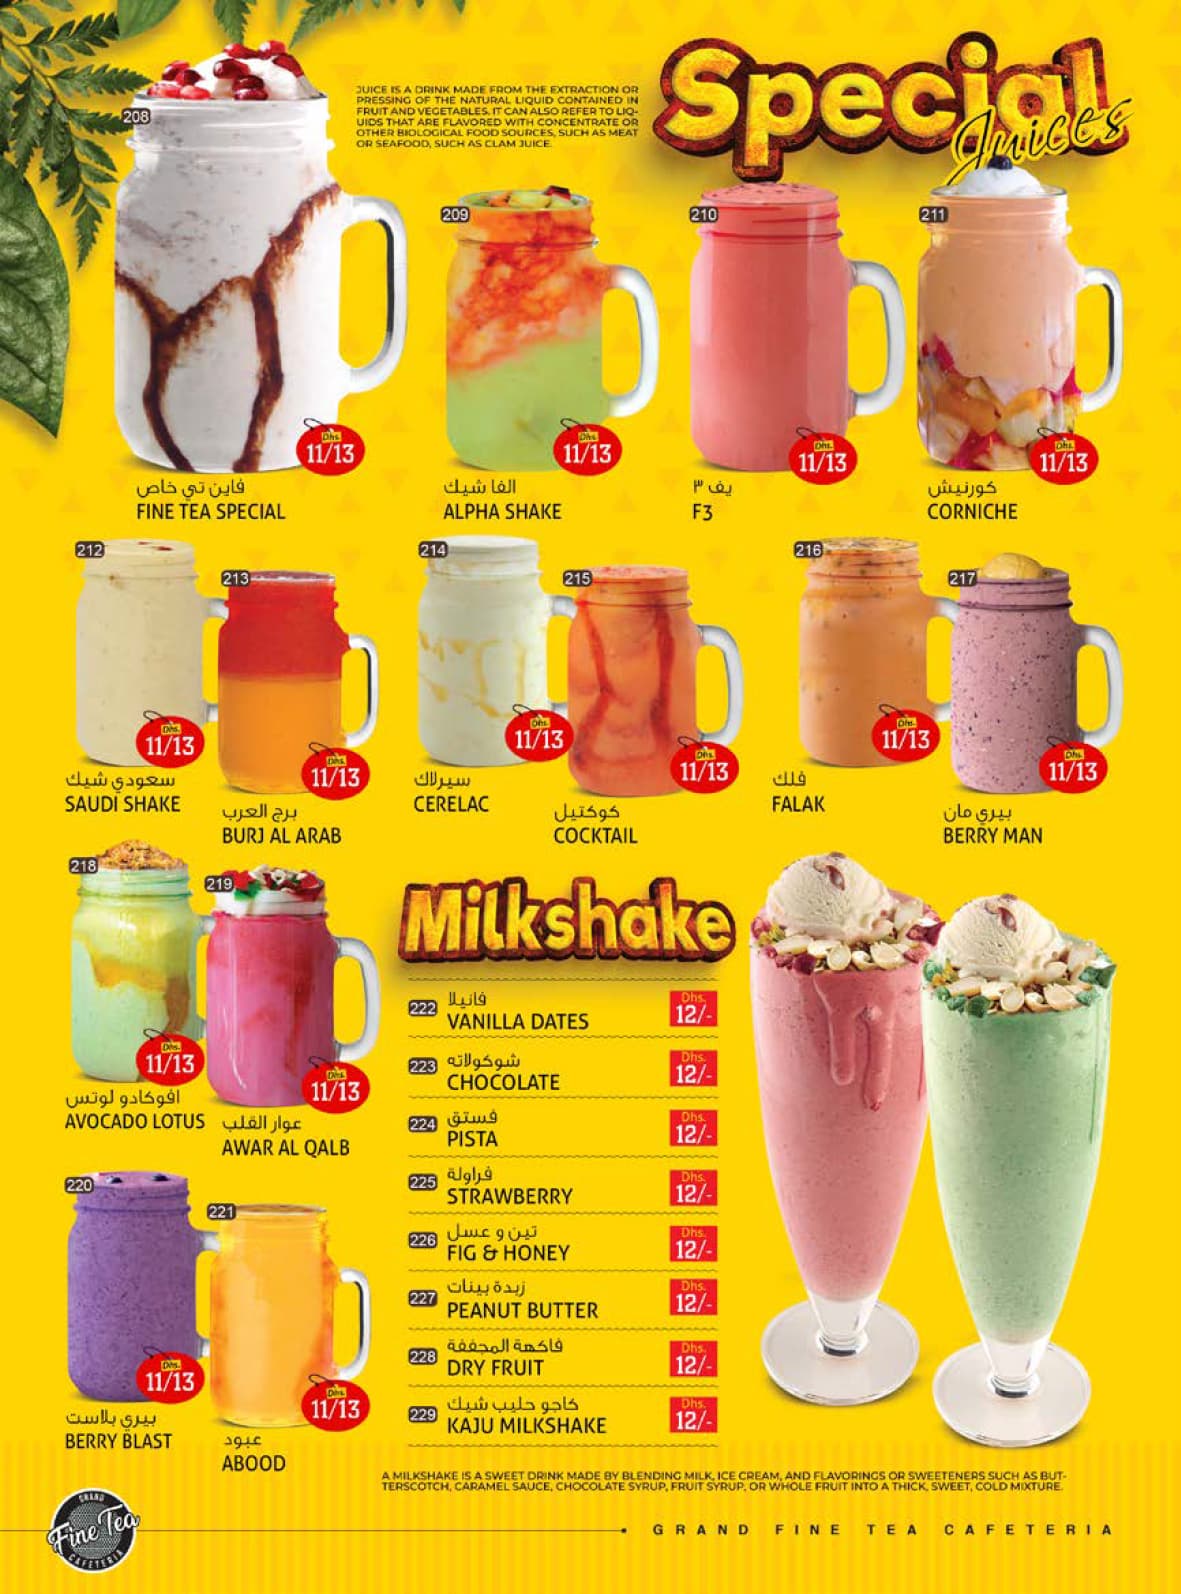 Special
Juices
JUICE IS A DRINK MADE FROM THE EXTRACTION OR
PRESSING OF THE NATURAL LIQUID CONTAINED IN
FRUIT AND VEGETABLES. IT CAN ALSO REFER TO LIQ-
UIDS THAT ARE FLAVORED WITH CONCENTRATE OR
OTHER BIOLOGICAL FOOD SOURCES, SUCH AS MEAT
OR SEAFOOD, SUCH AS CLAM JUICE.
208
Dhs.
11/13
فاين تي خاص
FINE TEA SPECIAL
209
Dhs.
11/13
الفا شيك
ALPHA SHAKE
210
Dhs.
11/13
يف ٣
F3
211
Dhs.
11/13
كورنيش
CORNICHE
212
Dhs.
11/13
سعودي شيك
SAUDI SHAKE
213
Dhs.
11/13
برج العرب
BURJ AL ARAB
214
Dhs.
11/13
سيرلاك
CERELAC
215
Dhs.
11/13
كوكتيل
COCKTAIL
216
Dhs.
11/13
فلك
FALAK
217
Dhs.
11/13
بيري مان
BERRY MAN
218
Dhs.
11/13
افوكادو لوتس
AVOCADO LOTUS
219
Dhs.
11/13
عوار القلب
AWAR AL QALB
220
Dhs.
11/13
بيري بلاست
BERRY BLAST
221
Dhs.
11/13
عبود
ABOOD
Milkshake
222 فانيلا
VANILLA DATES
Dhs.
12/-
223 شوكولاته
CHOCOLATE
Dhs.
12/-
224 فستق
PISTA
Dhs.
12/-
225 فراولة
STRAWBERRY
Dhs.
12/-
226 تين و عسل
FIG & HONEY
Dhs.
12/-
227 زبدة بينات
PEANUT BUTTER
Dhs.
12/-
228 فاكهة المجففة
DRY FRUIT
Dhs.
12/-
229 كاجو حليب شيك
KAJU MILKSHAKE
Dhs.
12/-
A MILKSHAKE IS A SWEET DRINK MADE BY BLENDING MILK, ICE CREAM, AND FLAVORINGS OR SWEETENERS SUCH AS BUT-
TERSCOTCH, CARAMEL SAUCE, CHOCOLATE SYRUP, FRUIT SYRUP, OR WHOLE FRUIT INTO A THICK, SWEET, COLD MIXTURE.
GRAND
Fine Tea
CAFETERIA
GRAND FINE TEA CAFETERIA